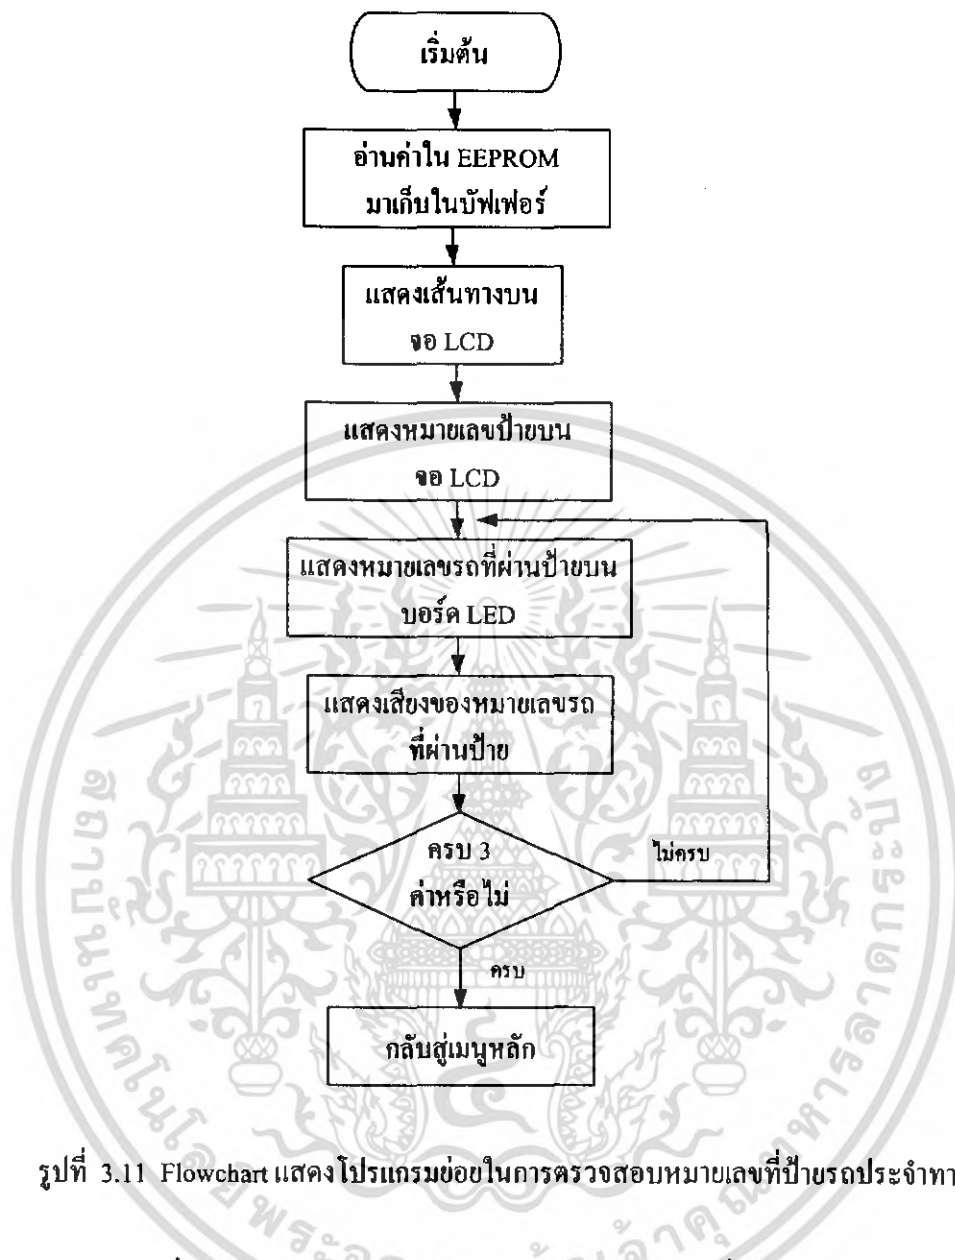 เริ่มต้น
อ่านค่าใน EEPROM
มาเก็บในบัฟเฟอร์
แสดงเส้นทางบน
จอ LCD
แสดงหมายเลขป้ายบน
จอ LCD
แสดงหมายเลขรถที่ผ่านป้ายบน
บอร์ด LED
แสดงเสียงของหมายเลขรถ
ที่ผ่านป้าย
ครบ 3
ค่าหรือไม่
ไม่ครบ
ครบ
กลับสู่เมนูหลัก
รูปที่ 3.11 Flowchart แสดงโปรแกรมย่อยในการตรวจสอบหมายเลขที่ป้ายรถประจำทา